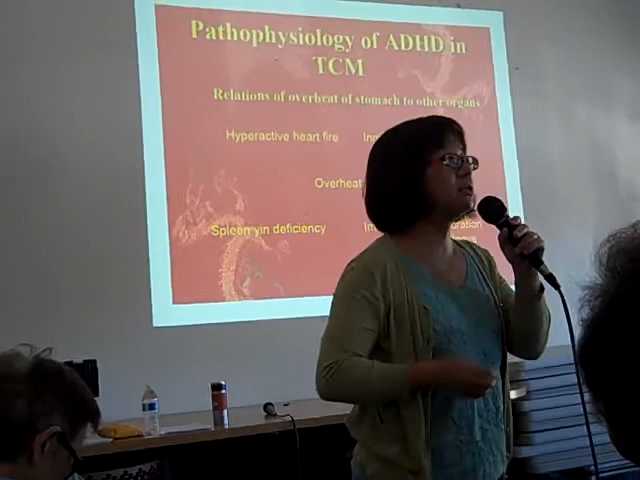 Pathophysiology of ADHD in
TCM
Relations of overheat of stomach to other organs
Hyperactive heart fire
Overheat
Spleen yin deficiency